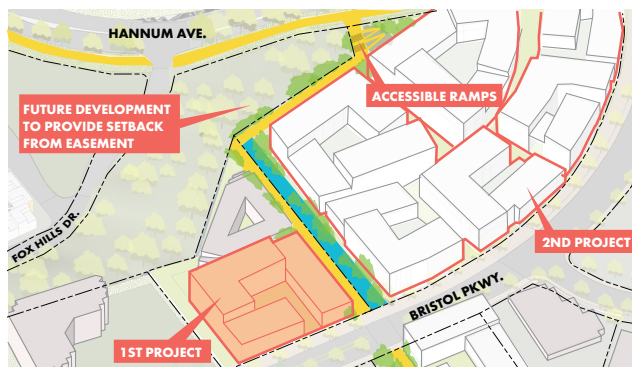 HANNUM AVE.
ACCESSIBLE RAMPS
FUTURE DEVELOPMENT
TO PROVIDE SETBACK
FROM EASEMENT
FOX HILLS DR.
2ND PROJECT
BRISTOL PKWY.
1ST PROJECT